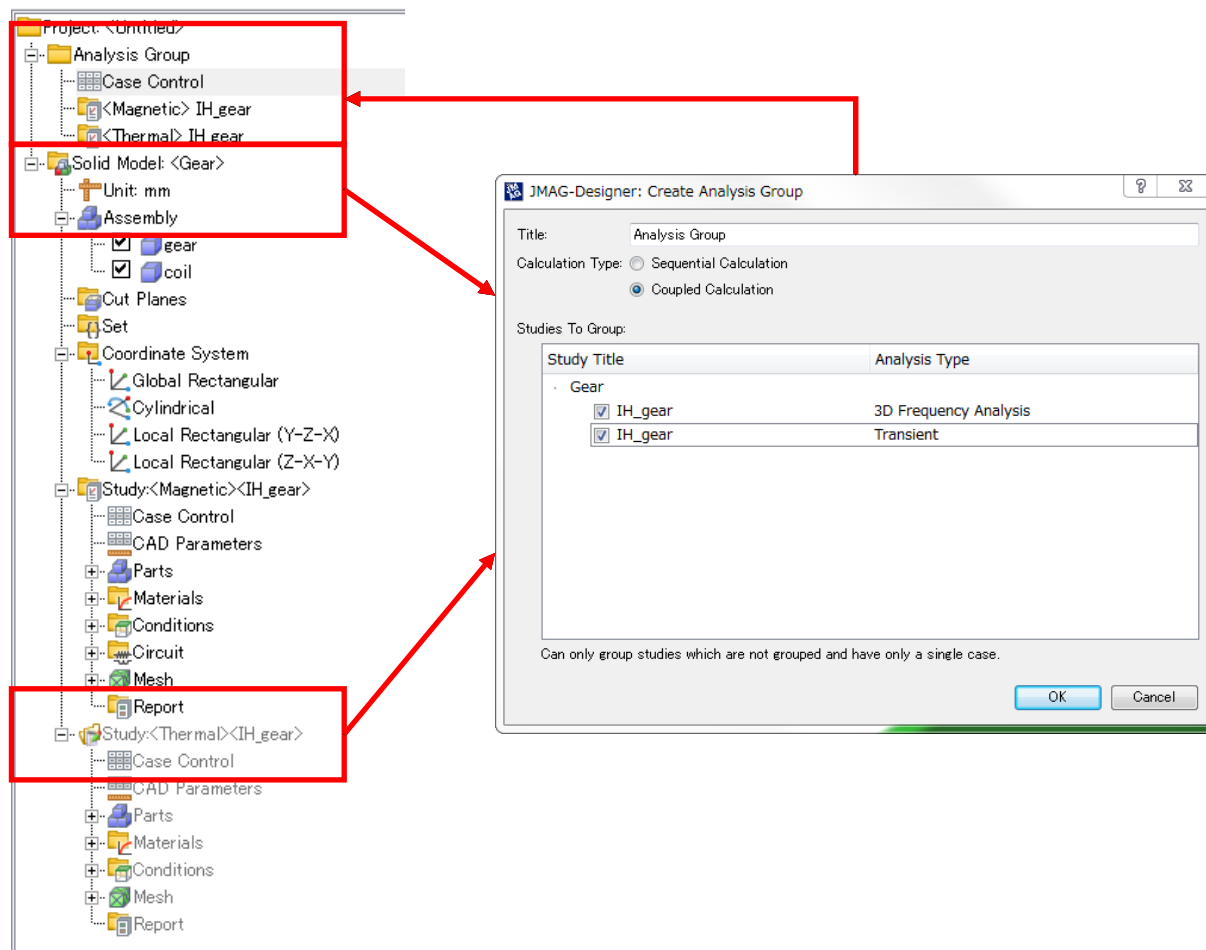 Project: <Untitled>
Analysis Group
Case Control
<Magnetic> IH_gear
<Thermal> IH_gear
Solid Model: <Gear>
Unit: mm
Assembly
gear
coil
Cut Planes
Set
Coordinate System
Global Rectangular
Cylindrical
Local Rectangular (Y-Z-X)
Local Rectangular (Z-X-Y)
Study:<Magnetic><IH_gear>
Case Control
CAD Parameters
Parts
Materials
Conditions
Circuit
Mesh
Report
Study:<Thermal><IH_gear>
Case Control
CAD Parameters
Parts
Materials
Conditions
Mesh
Report
JMAG-Designer: Create Analysis Group
Title: Analysis Group
Calculation Type: Sequential Calculation
Coupled Calculation
Studies To Group:
Study Title Analysis Type
Gear
IH_gear 3D Frequency Analysis
IH_gear Transient
Can only group studies which are not grouped and have only a single case.
OK Cancel